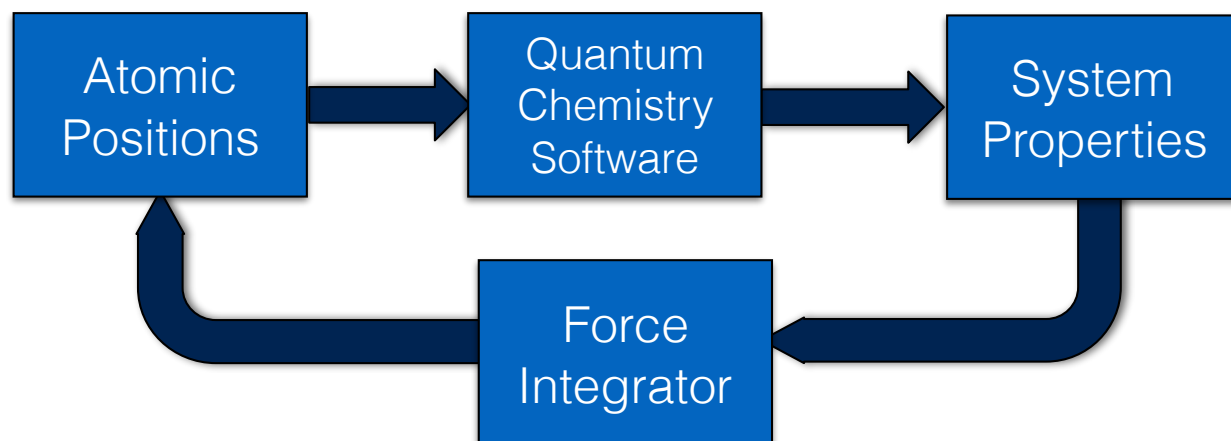 Atomic
Positions
Quantum
Chemistry
Software
System
Properties
Force
Integrator